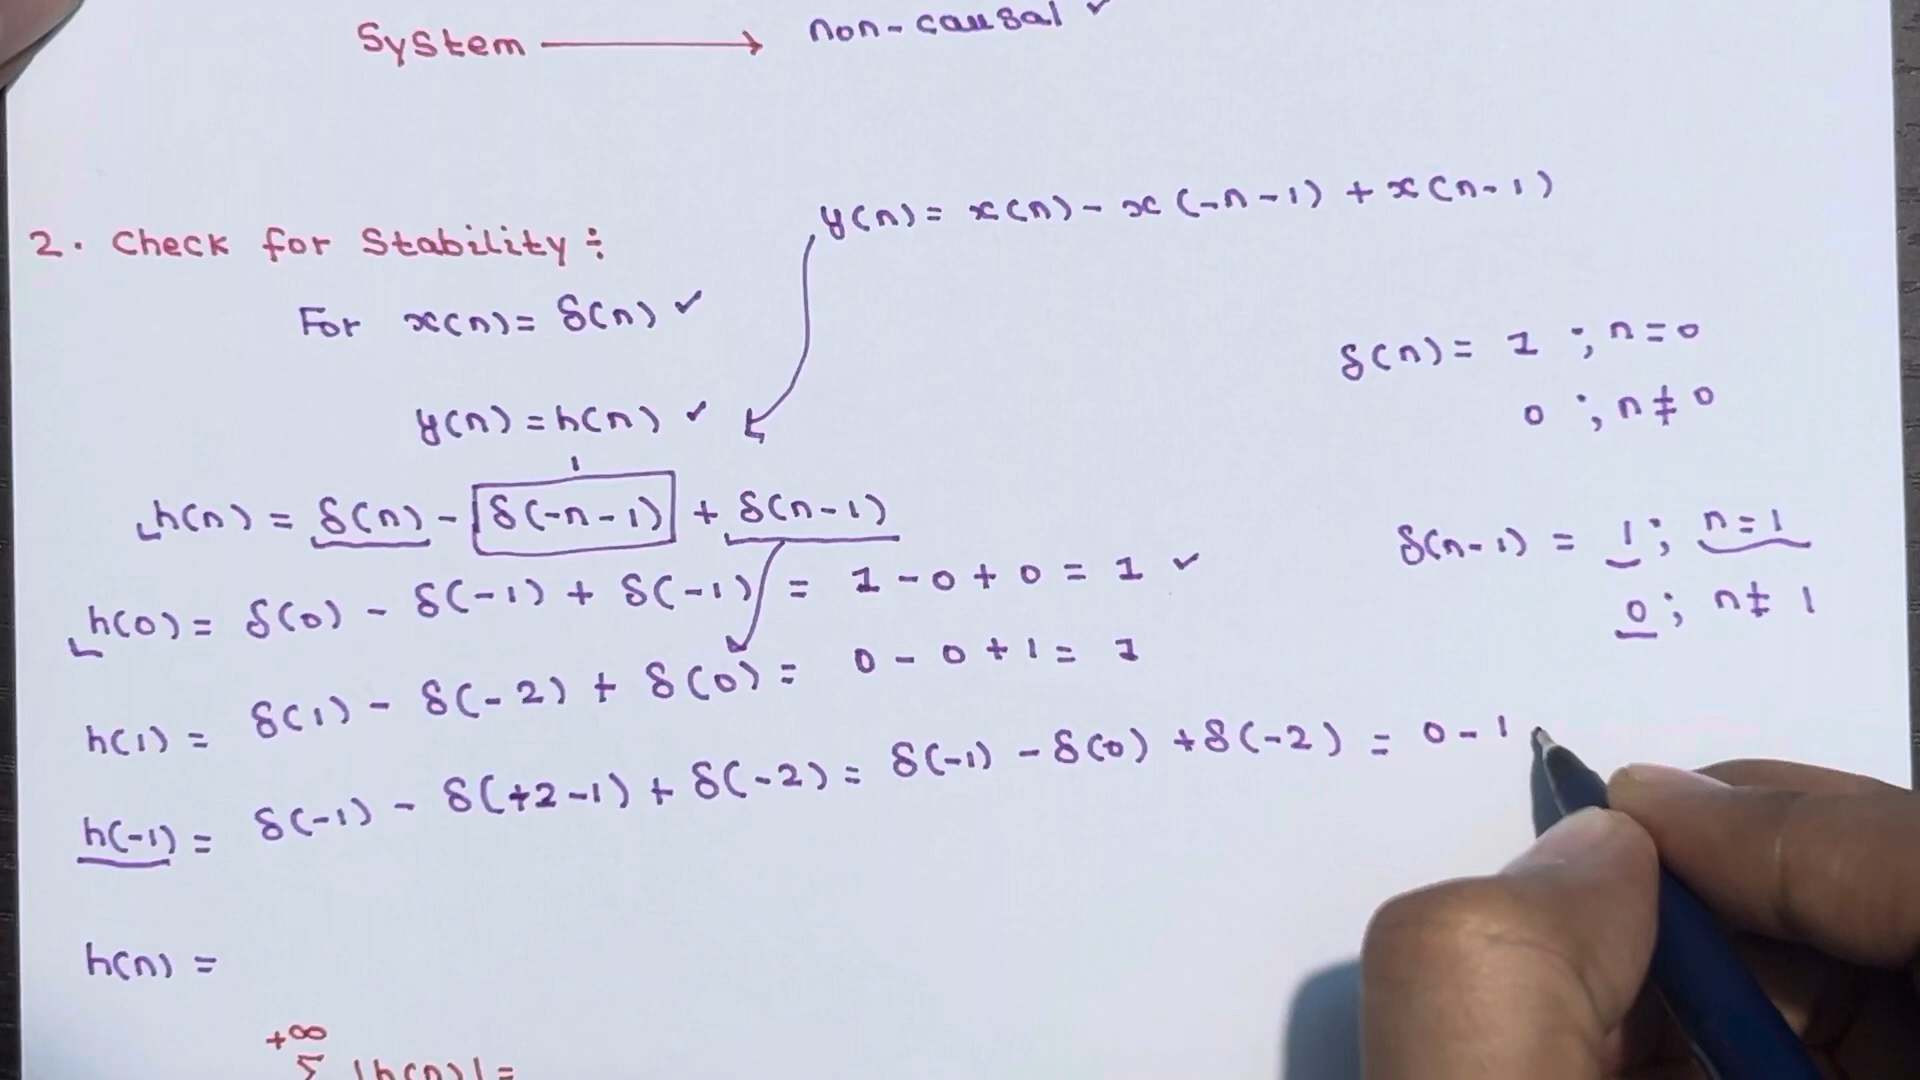 System ⟶ non-causal ✓
2. Check for Stability ÷
y(n) = x(n) - x(-n-1) + x(n-1)
For x(n) = δ(n) ✓
δ(n) = 1 ; n=0
0 ; n≠0
y(n) = h(n) ✓
h(n) = δ(n) - δ(-n-1) + δ(n-1)
δ(n-1) = 1; n=1
0; n≠1
h(0) = δ(0) - δ(-1) + δ(-1) = 1-0+0 = 1 ✓
h(1) = δ(1) - δ(-2) + δ(0) = 0-0+1 = 1
h(-1) = δ(-1) - δ(+2-1) + δ(-2) = δ(-1) - δ(0) + δ(-2) = 0-1
h(n) =
+∞
Σ |h(n)| =